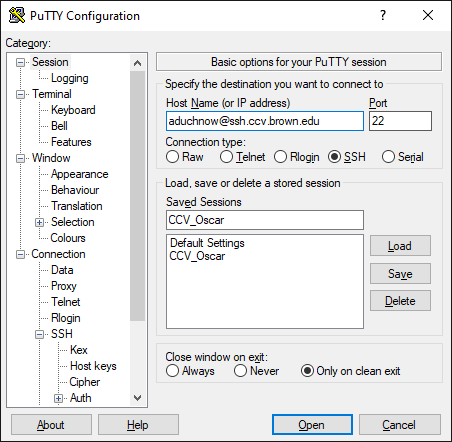 PuTTY Configuration
Category:
Session
Logging
Terminal
Keyboard
Bell
Features
Window
Appearance
Behaviour
Translation
Selection
Colours
Connection
Data
Proxy
Telnet
Rlogin
SSH
Kex
Host keys
Cipher
Auth
Basic options for your PuTTY session
Specify the destination you want to connect to
Host Name (or IP address) Port
aduchnow@ssh.ccv.brown.edu 22
Connection type:
Raw Telnet Rlogin SSH Serial
Load, save or delete a stored session
Saved Sessions
CCV_Oscar
Default Settings
CCV_Oscar
Load
Save
Delete
Close window on exit:
Always Never Only on clean exit
About Help Open Cancel